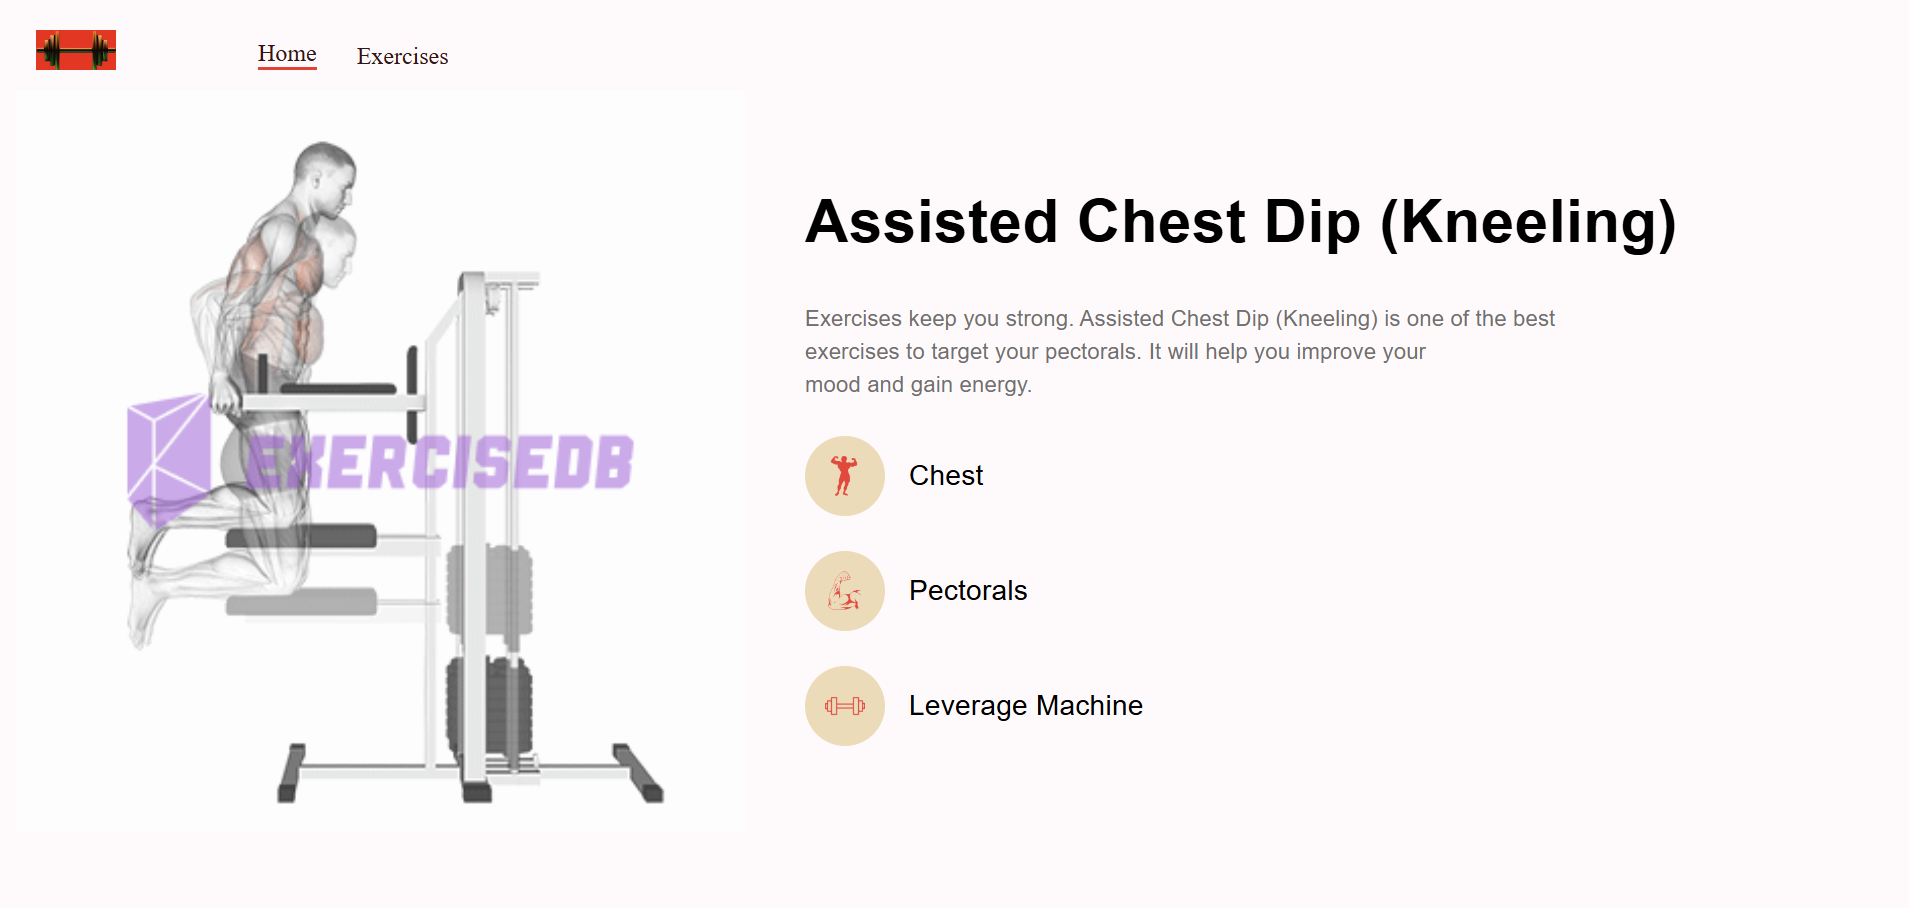 Home
Exercises
Assisted Chest Dip (Kneeling)
Exercises keep you strong. Assisted Chest Dip (Kneeling) is one of the best
exercises to target your pectorals. It will help you improve your
mood and gain energy.
EXERCISEDB
Chest
Pectorals
Leverage Machine